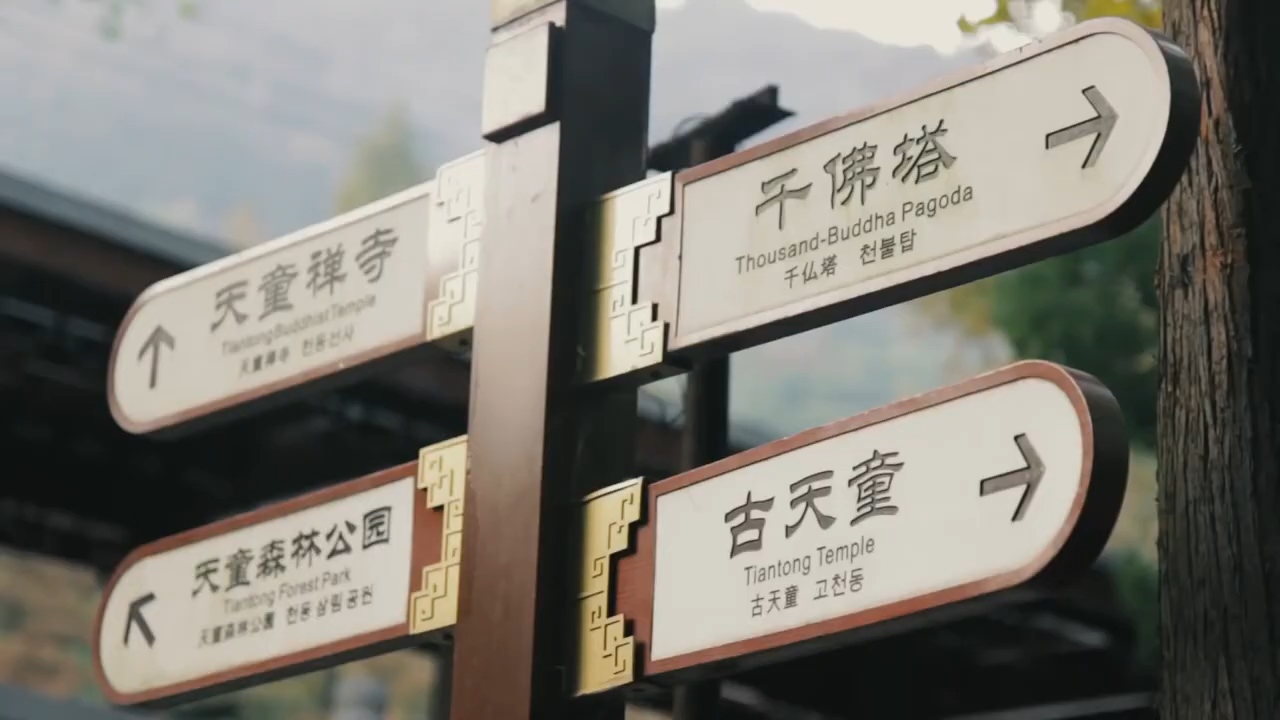 天童禅寺
Tiantong Buddhist Temple
天童禅寺 천동선사
千佛塔
Thousand-Buddha Pagoda
千仏塔 천불탑
天童森林公园
Tiantong Forest Park
天童森林公園 천동삼림공원
古天童
Tiantong Temple
古天童 고천동